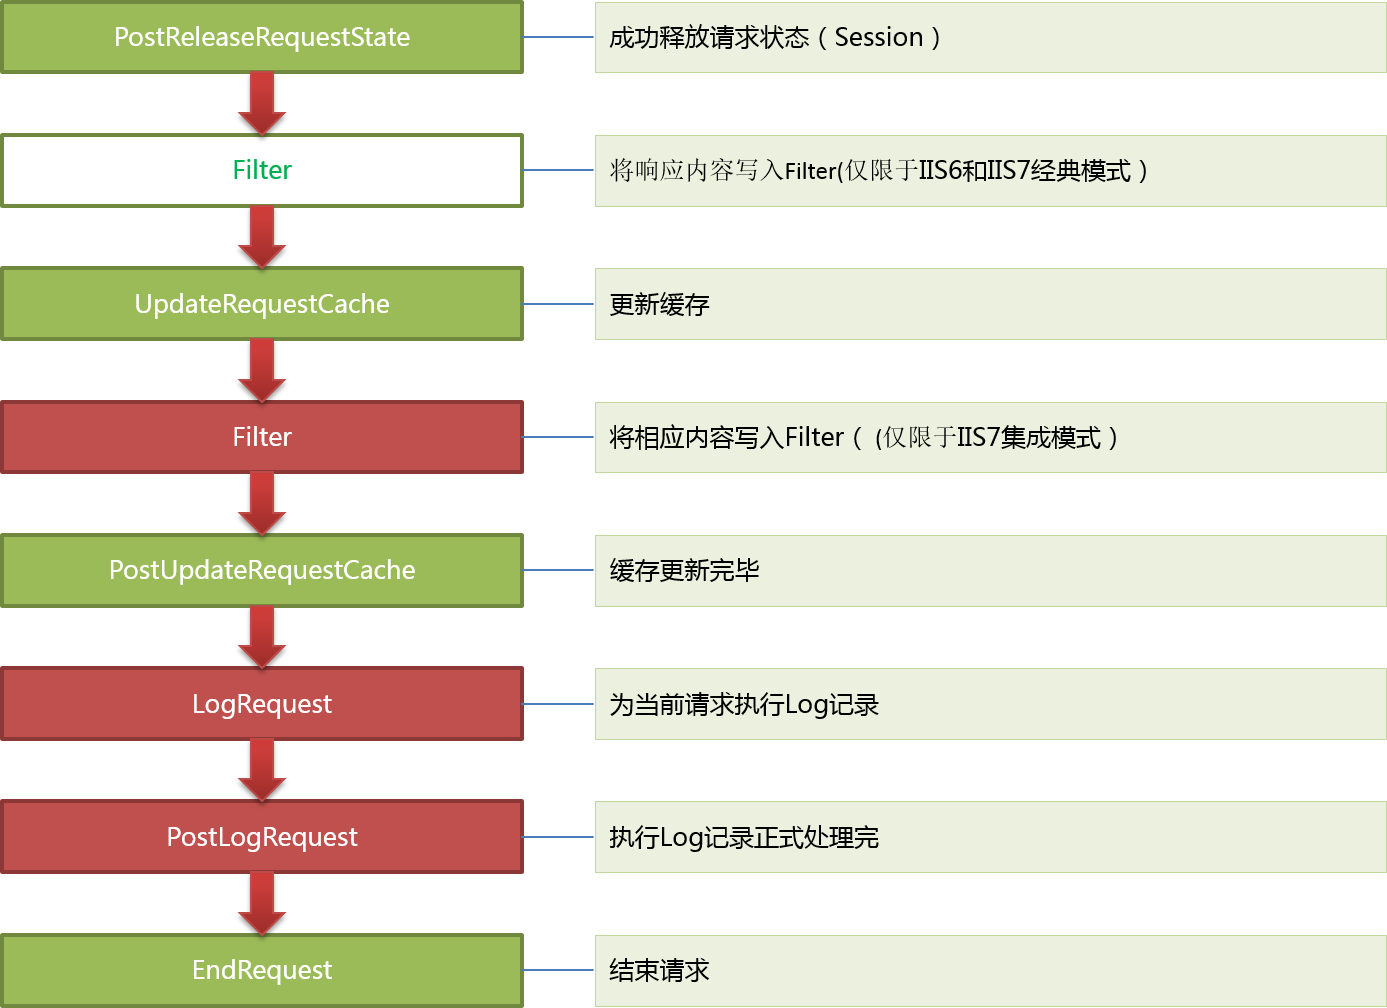 PostReleaseRequestState
成功释放请求状态（Session）
Filter
将响应内容写入Filter(仅限于IIS6和IIS7经典模式）
UpdateRequestCache
更新缓存
Filter
将相应内容写入Filter（ (仅限于IIS7集成模式）
PostUpdateRequestCache
缓存更新完毕
LogRequest
为当前请求执行Log记录
PostLogRequest
执行Log记录正式处理完
EndRequest
结束请求